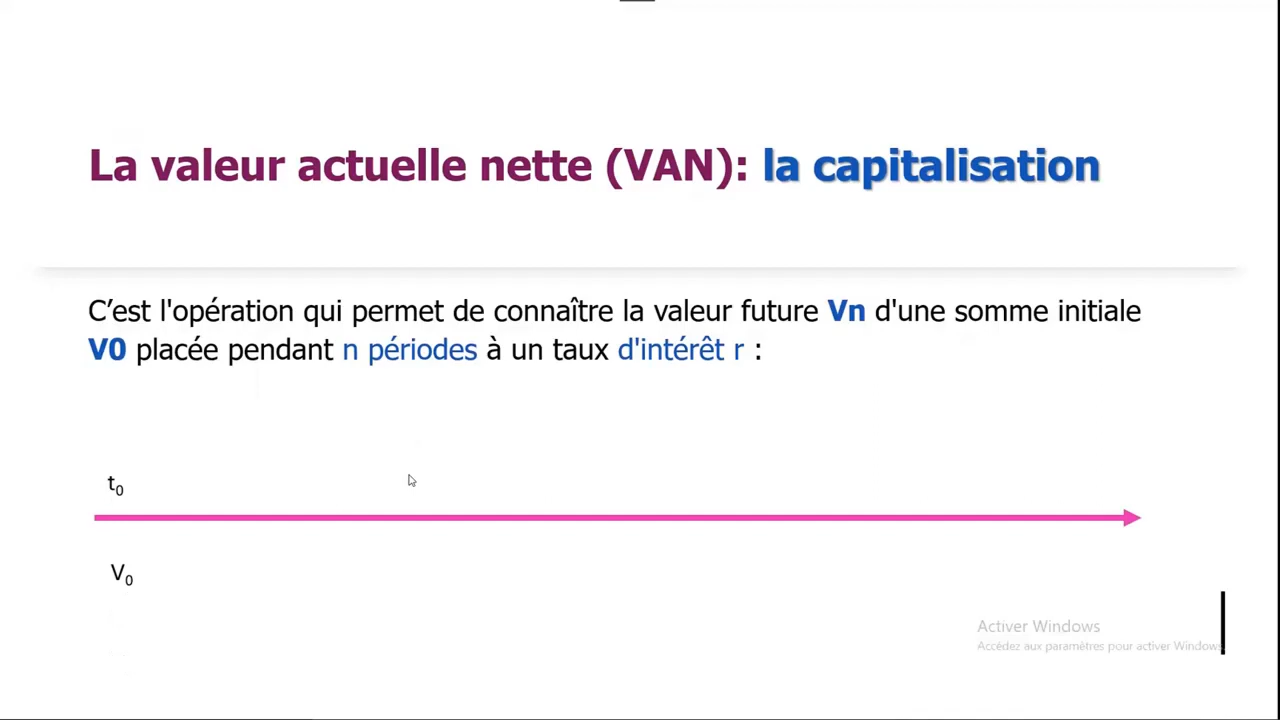 La valeur actuelle nette (VAN): la capitalisation
C’est l'opération qui permet de connaître la valeur future Vn d'une somme initiale
V0 placée pendant n périodes à un taux d'intérêt r :
t₀
V₀
Activer Windows
Accédez aux paramètres pour activer Windows.